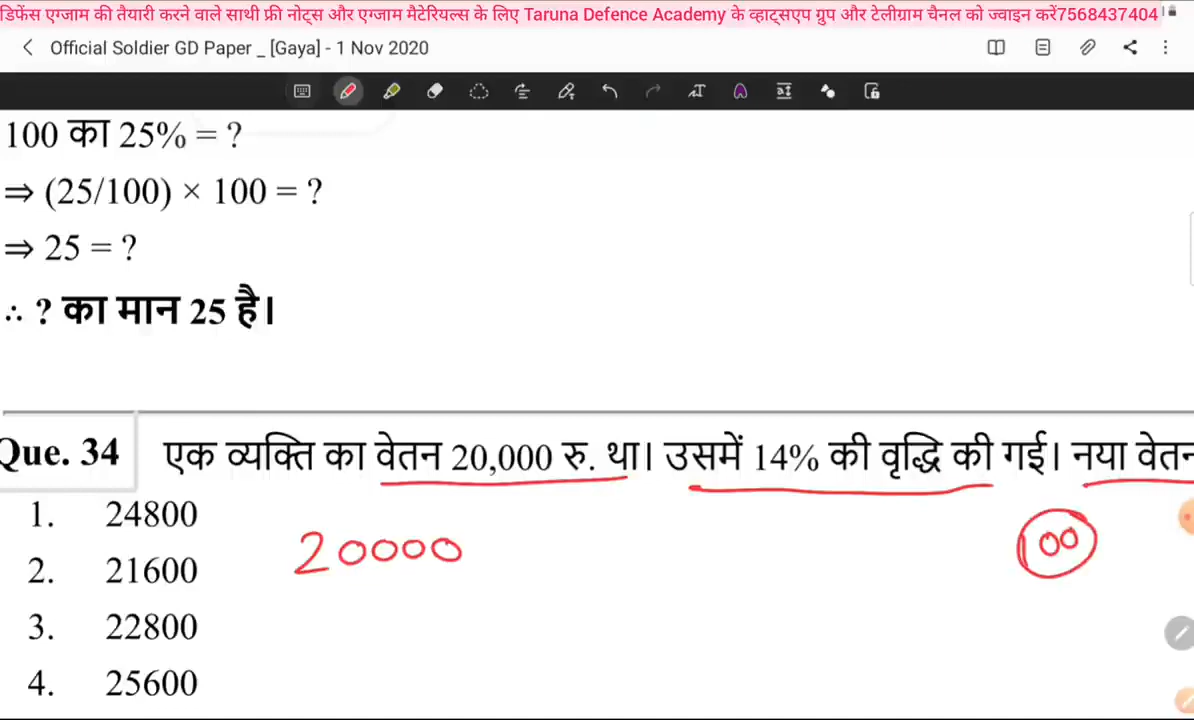 डिफेंस एग्जाम की तैयारी करने वाले साथी फ्री नोट्स और एग्जाम मैटेरियल्स के लिए Taruna Defence Academy के व्हाट्सएप ग्रुप और टेलीग्राम चैनल को ज्वाइन करें7568437404
Official Soldier GD Paper _ [Gaya] - 1 Nov 2020
100 का 25% = ?
⇒ (25/100) × 100 = ?
⇒ 25 = ?
∴ ? का मान 25 है।
Que. 34 एक व्यक्ति का वेतन 20,000 रु. था। उसमें 14% की वृद्धि की गई। नया वेतन
1. 24800
20000
00
2. 21600
3. 22800
4. 25600